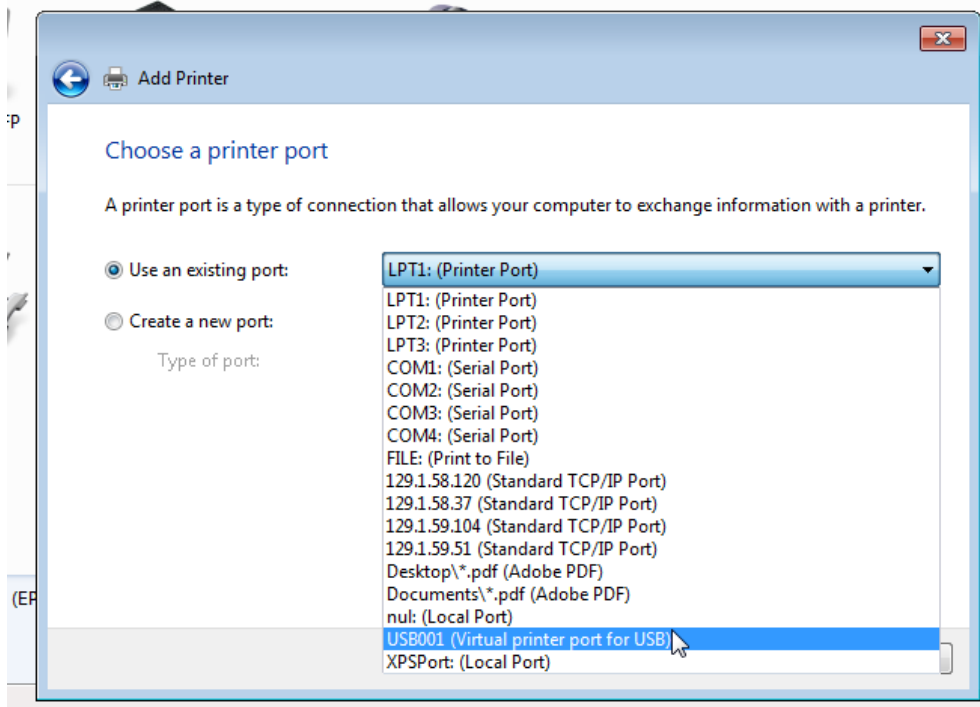 Add Printer
FP
Choose a printer port
A printer port is a type of connection that allows your computer to exchange information with a printer.
Use an existing port:
LPT1: (Printer Port)
LPT1: (Printer Port)
LPT2: (Printer Port)
Create a new port:
LPT3: (Printer Port)
Type of port:
COM1: (Serial Port)
COM2: (Serial Port)
COM3: (Serial Port)
COM4: (Serial Port)
FILE: (Print to File)
129.1.58.120 (Standard TCP/IP Port)
129.1.58.37 (Standard TCP/IP Port)
129.1.59.104 (Standard TCP/IP Port)
129.1.59.51 (Standard TCP/IP Port)
Desktop\*.pdf (Adobe PDF)
Documents\*.pdf (Adobe PDF)
(EP
nul: (Local Port)
USB001 (Virtual printer port for USB)
XPSPort: (Local Port)